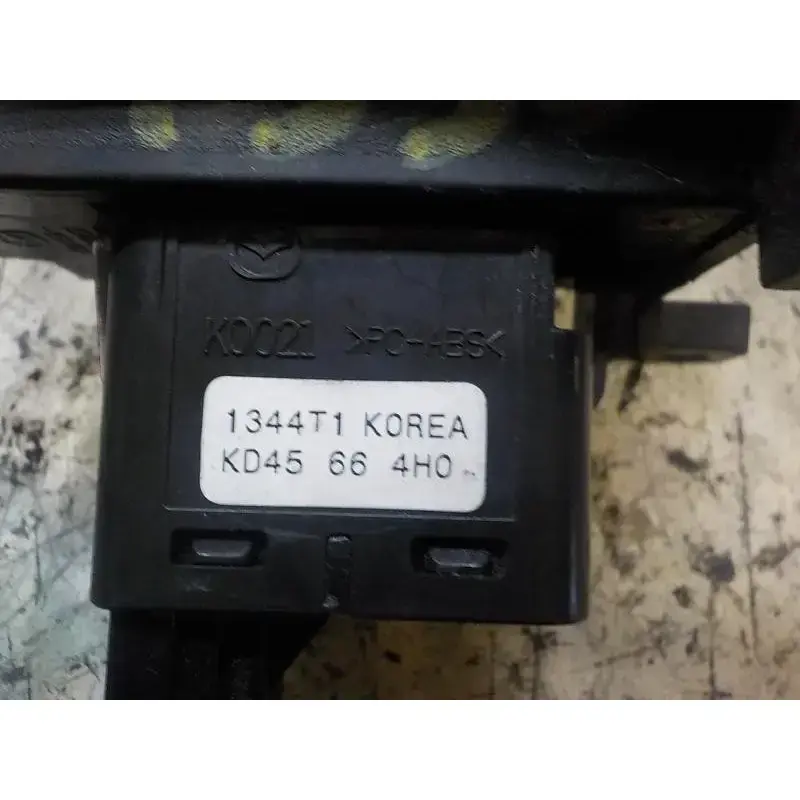 K0021 >PC-ABS<
1344T1 KOREA
KD45 66 4H0